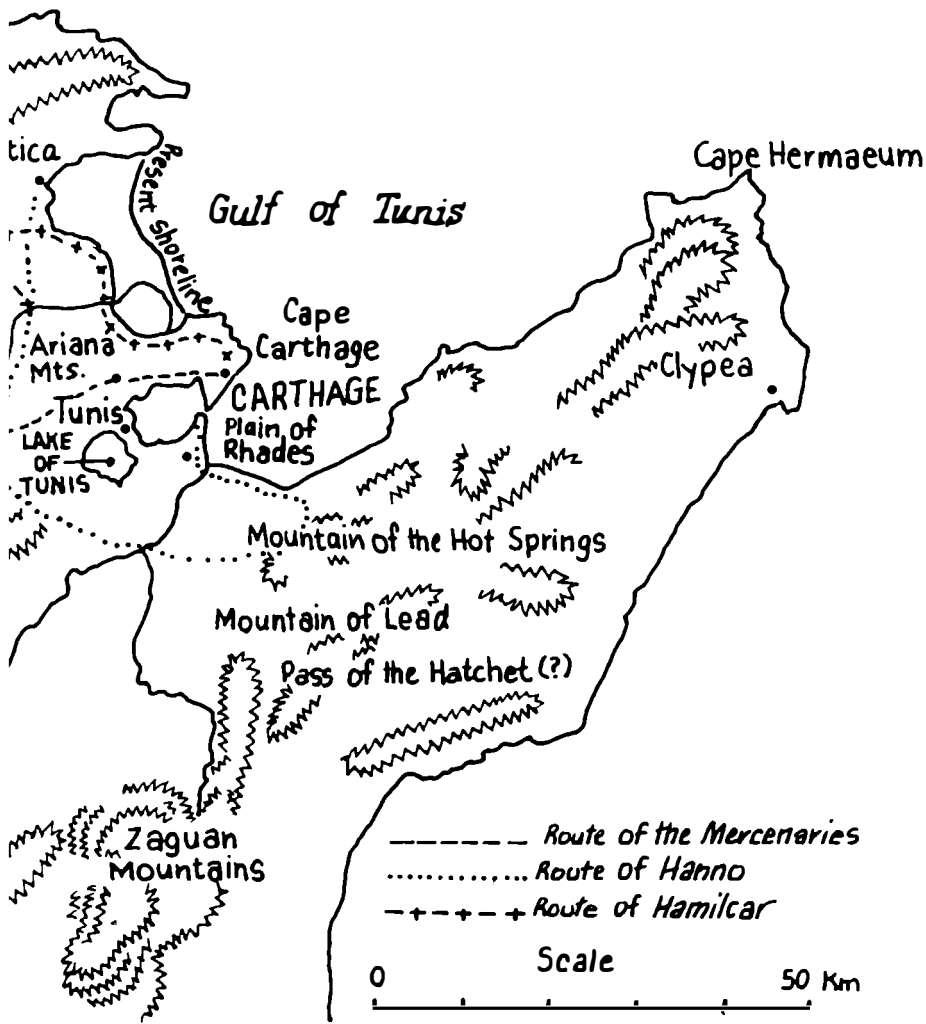 tica
Cape Hermaeum
Present shoreline
Gulf of Tunis
Cape
Carthage
Ariana
Mts.
Clypea
CARTHAGE
Tunis
Plain of
Rhades
LAKE
OF
TUNIS
Mountain of the Hot Springs
Mountain of Lead
Pass of the Hatchet (?)
Zaguan
Mountains
Route of the Mercenaries
Route of Hanno
Route of Hamilcar
Scale
0 50 Km